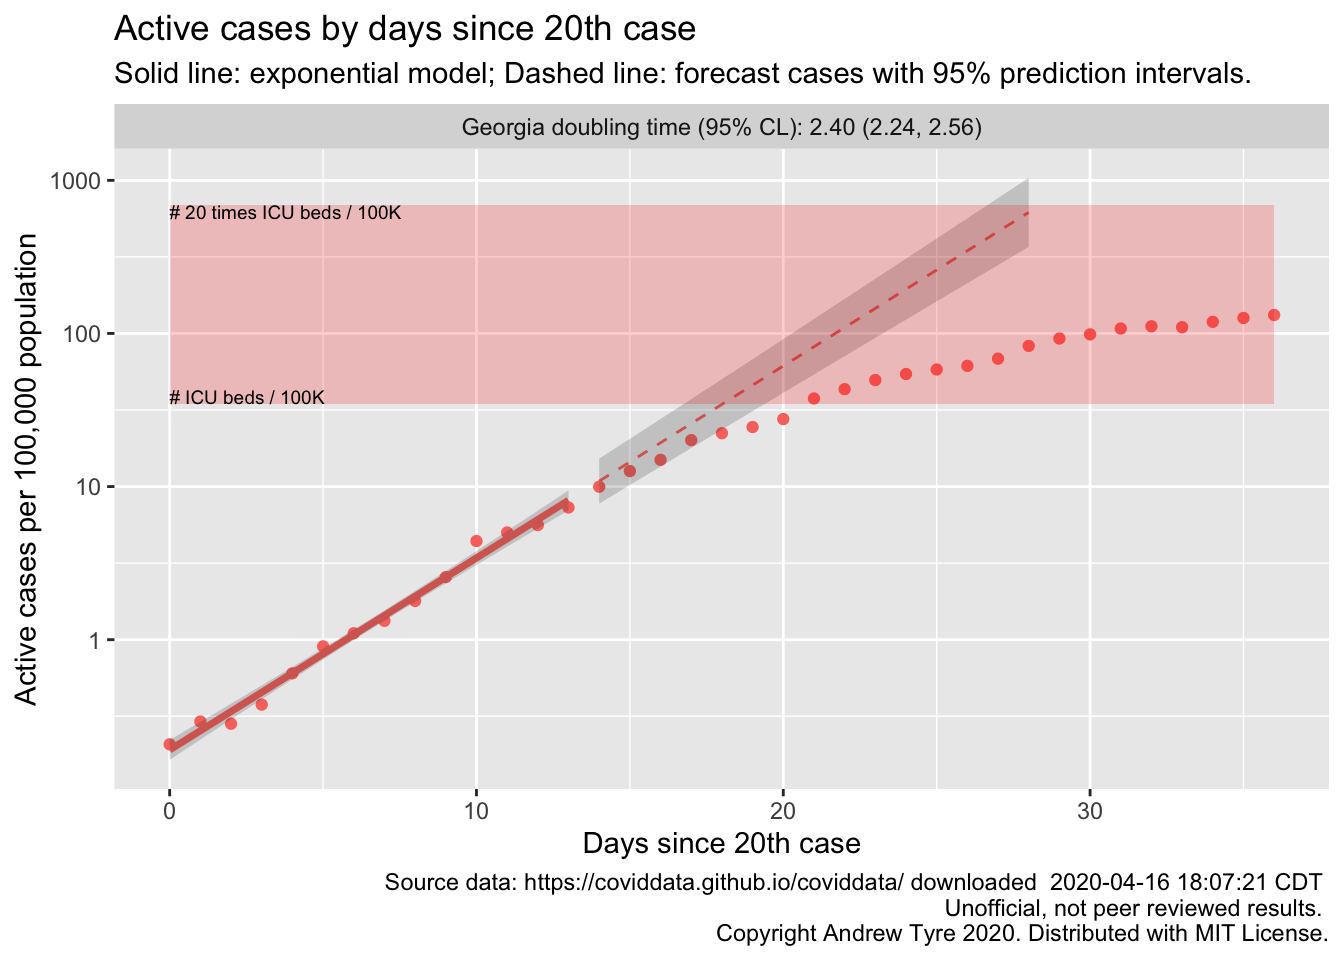 Active cases by days since 20th case
Solid line: exponential model; Dashed line: forecast cases with 95% prediction intervals.
Georgia doubling time (95% CL): 2.40 (2.24, 2.56)
Active cases per 100,000 population
1000
100
10
1
# 20 times ICU beds / 100K
# ICU beds / 100K
0
10
20
30
Days since 20th case
Source data: https://coviddata.github.io/coviddata/ downloaded  2020-04-16 18:07:21 CDT
Unofficial, not peer reviewed results.
Copyright Andrew Tyre 2020. Distributed with MIT License.